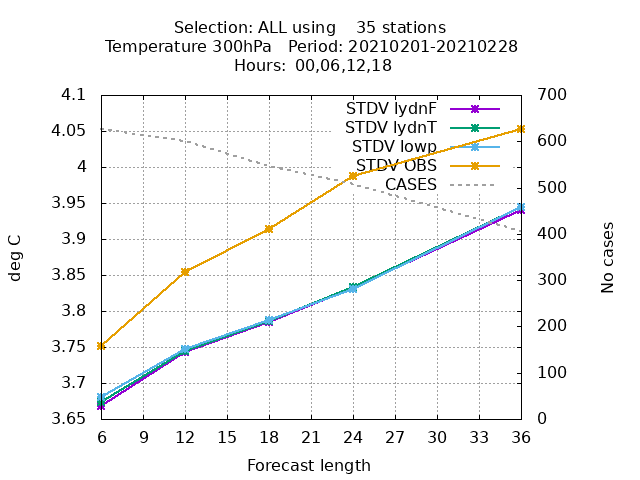 Selection: ALL using 35 stations
Temperature 300hPa Period: 20210201-20210228
Hours: 00,06,12,18
4.1
4.05
4
3.95
3.9
3.85
3.8
3.75
3.7
3.65
deg C
STDV lydnF
STDV lydnT
STDV lowp
STDV OBS
CASES
700
600
500
400
300
200
100
0
No cases
6 9 12 15 18 21 24 27 30 33 36
Forecast length